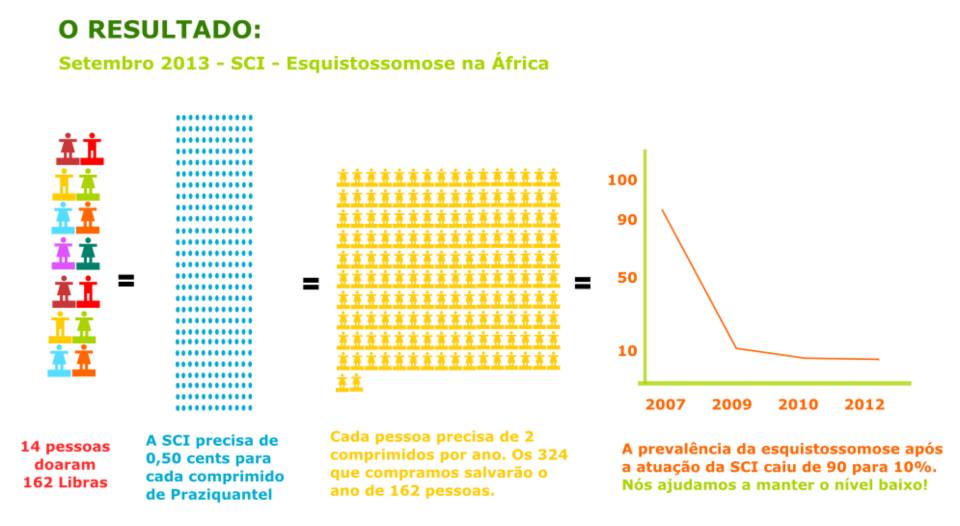 O RESULTADO:
Setembro 2013 - SCI - Esquistossomose na África
=
=
=
100
90
50
10
2007 2009 2010 2012
14 pessoas
doaram
162 Libras
A SCI precisa de
0,50 cents para
cada comprimido
de Praziquantel
Cada pessoa precisa de 2
comprimidos por ano. Os 324
que compramos salvarão o
ano de 162 pessoas.
A prevalência da esquistossomose após
a atuação da SCI caiu de 90 para 10%.
Nós ajudamos a manter o nível baixo!